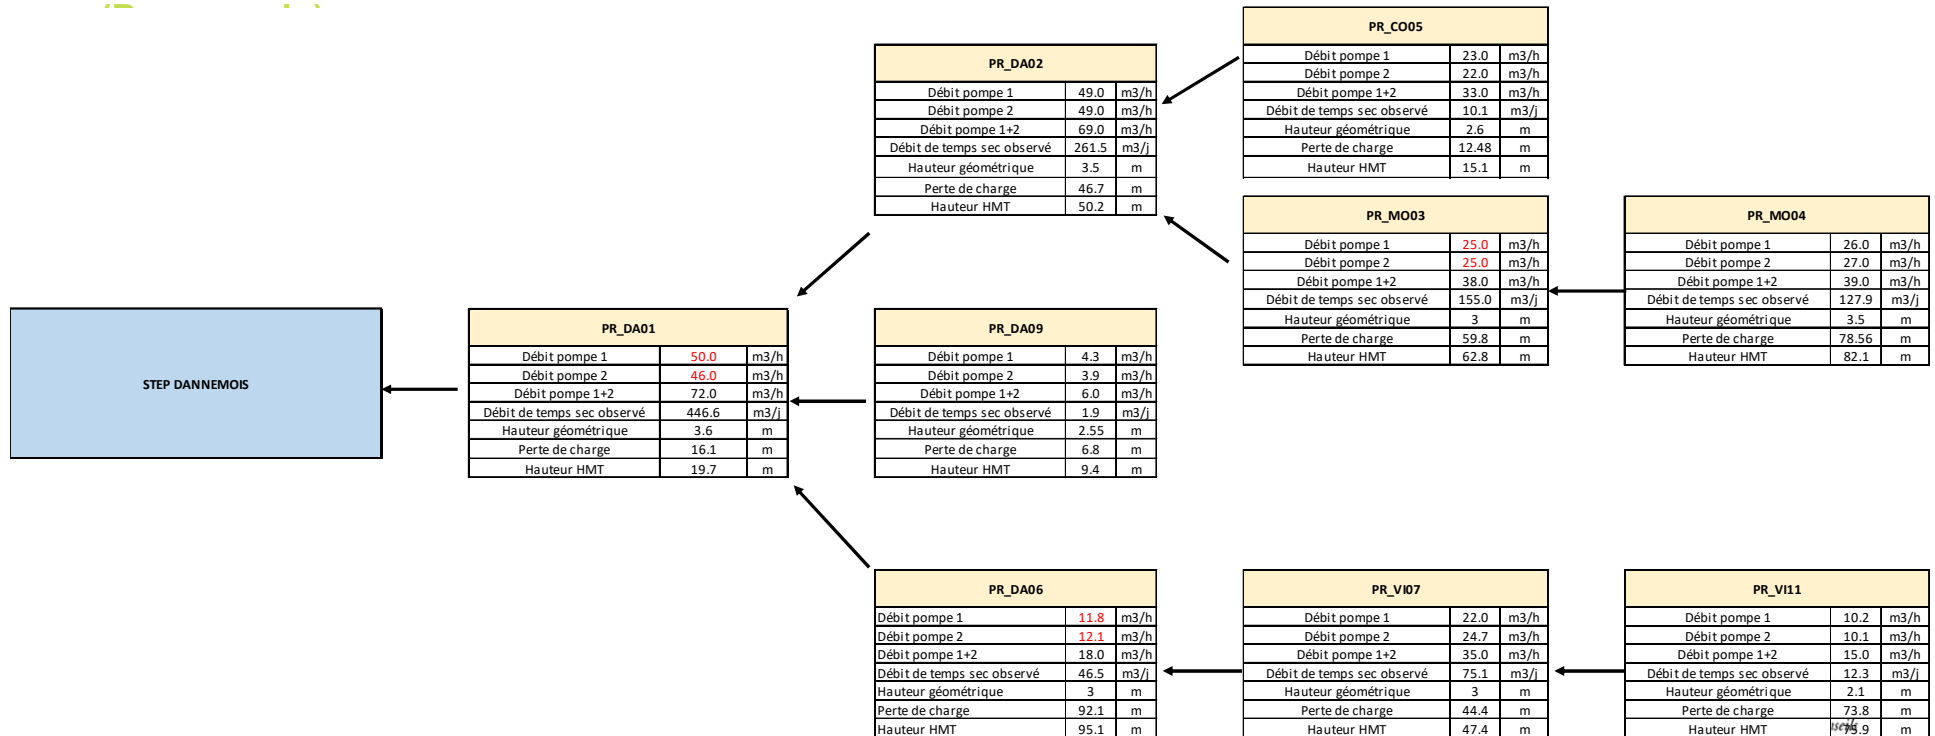 PR_CO05
Débit pompe 1 23.0 m3/h
Débit pompe 2 22.0 m3/h
Débit pompe 1+2 33.0 m3/h
Débit de temps sec observé 10.1 m3/j
Hauteur géométrique 2.6 m
Perte de charge 12.48 m
Hauteur HMT 15.1 m
PR_DA02
Débit pompe 1 49.0 m3/h
Débit pompe 2 49.0 m3/h
Débit pompe 1+2 69.0 m3/h
Débit de temps sec observé 261.5 m3/j
Hauteur géométrique 3.5 m
Perte de charge 46.7 m
Hauteur HMT 50.2 m
PR_MO03
Débit pompe 1 25.0 m3/h
Débit pompe 2 25.0 m3/h
Débit pompe 1+2 38.0 m3/h
Débit de temps sec observé 155.0 m3/j
Hauteur géométrique 3 m
Perte de charge 59.8 m
Hauteur HMT 62.8 m
PR_MO04
Débit pompe 1 26.0 m3/h
Débit pompe 2 27.0 m3/h
Débit pompe 1+2 39.0 m3/h
Débit de temps sec observé 127.9 m3/j
Hauteur géométrique 3.5 m
Perte de charge 78.56 m
Hauteur HMT 82.1 m
STEP DANNEMOIS
PR_DA01
Débit pompe 1 50.0 m3/h
Débit pompe 2 46.0 m3/h
Débit pompe 1+2 72.0 m3/h
Débit de temps sec observé 446.6 m3/j
Hauteur géométrique 3.6 m
Perte de charge 16.1 m
Hauteur HMT 19.7 m
PR_DA09
Débit pompe 1 4.3 m3/h
Débit pompe 2 3.9 m3/h
Débit pompe 1+2 6.0 m3/h
Débit de temps sec observé 1.9 m3/j
Hauteur géométrique 2.55 m
Perte de charge 6.8 m
Hauteur HMT 9.4 m
PR_DA06
Débit pompe 1 11.8 m3/h
Débit pompe 2 12.1 m3/h
Débit pompe 1+2 18.0 m3/h
Débit de temps sec observé 46.5 m3/j
Hauteur géométrique 3 m
Perte de charge 92.1 m
Hauteur HMT 95.1 m
PR_VI07
Débit pompe 1 22.0 m3/h
Débit pompe 2 24.7 m3/h
Débit pompe 1+2 35.0 m3/h
Débit de temps sec observé 75.1 m3/j
Hauteur géométrique 3 m
Perte de charge 44.4 m
Hauteur HMT 47.4 m
PR_VI11
Débit pompe 1 10.2 m3/h
Débit pompe 2 10.1 m3/h
Débit pompe 1+2 15.0 m3/h
Débit de temps sec observé 12.3 m3/j
Hauteur géométrique 2.1 m
Perte de charge 73.8 m
Hauteur HMT 75.9 m